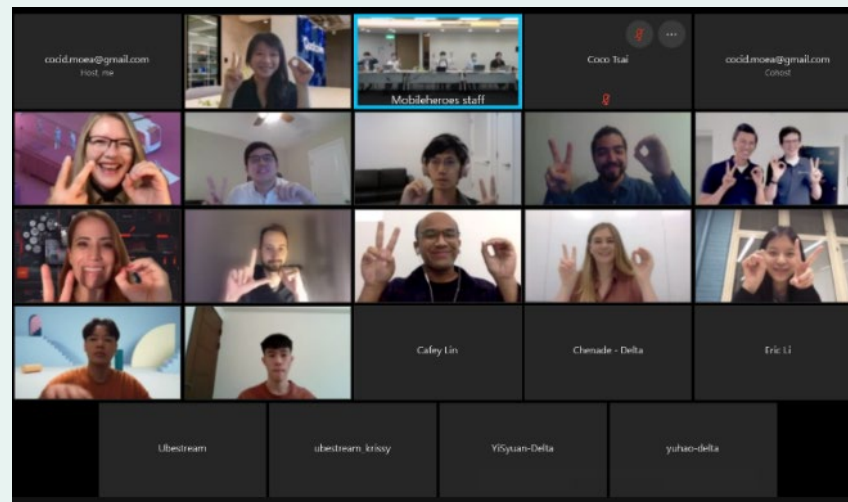 cocid.moea@gmail.com
Host, me
Mobileheroes staff
Coco Tsai
cocid.moea@gmail.com
Cohost
Cafey Lin
Chenade - Delta
Eric Li
Ubestream
ubestream_krissy
YiSyuan-Delta
yuhao-delta